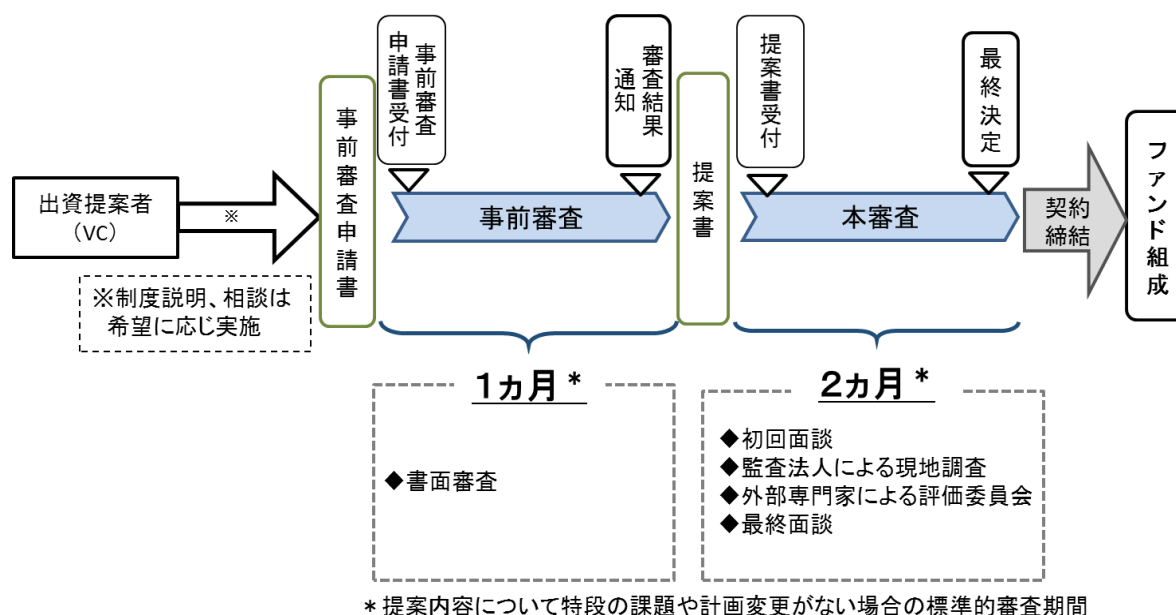 出資提案者
（VC）
※
※制度説明、相談は
希望に応じ実施
事前審査申請書
事前審査
申請書受付
事前審査
審査結果
通知
提案書
提案書受付
本審査
最終決定
契約
締結
ファンド組成
1ヵ月*
◆書面審査
2ヵ月*
◆初回面談
◆監査法人による現地調査
◆外部専門家による評価委員会
◆最終面談
*提案内容について特段の課題や計画変更がない場合の標準的審査期間